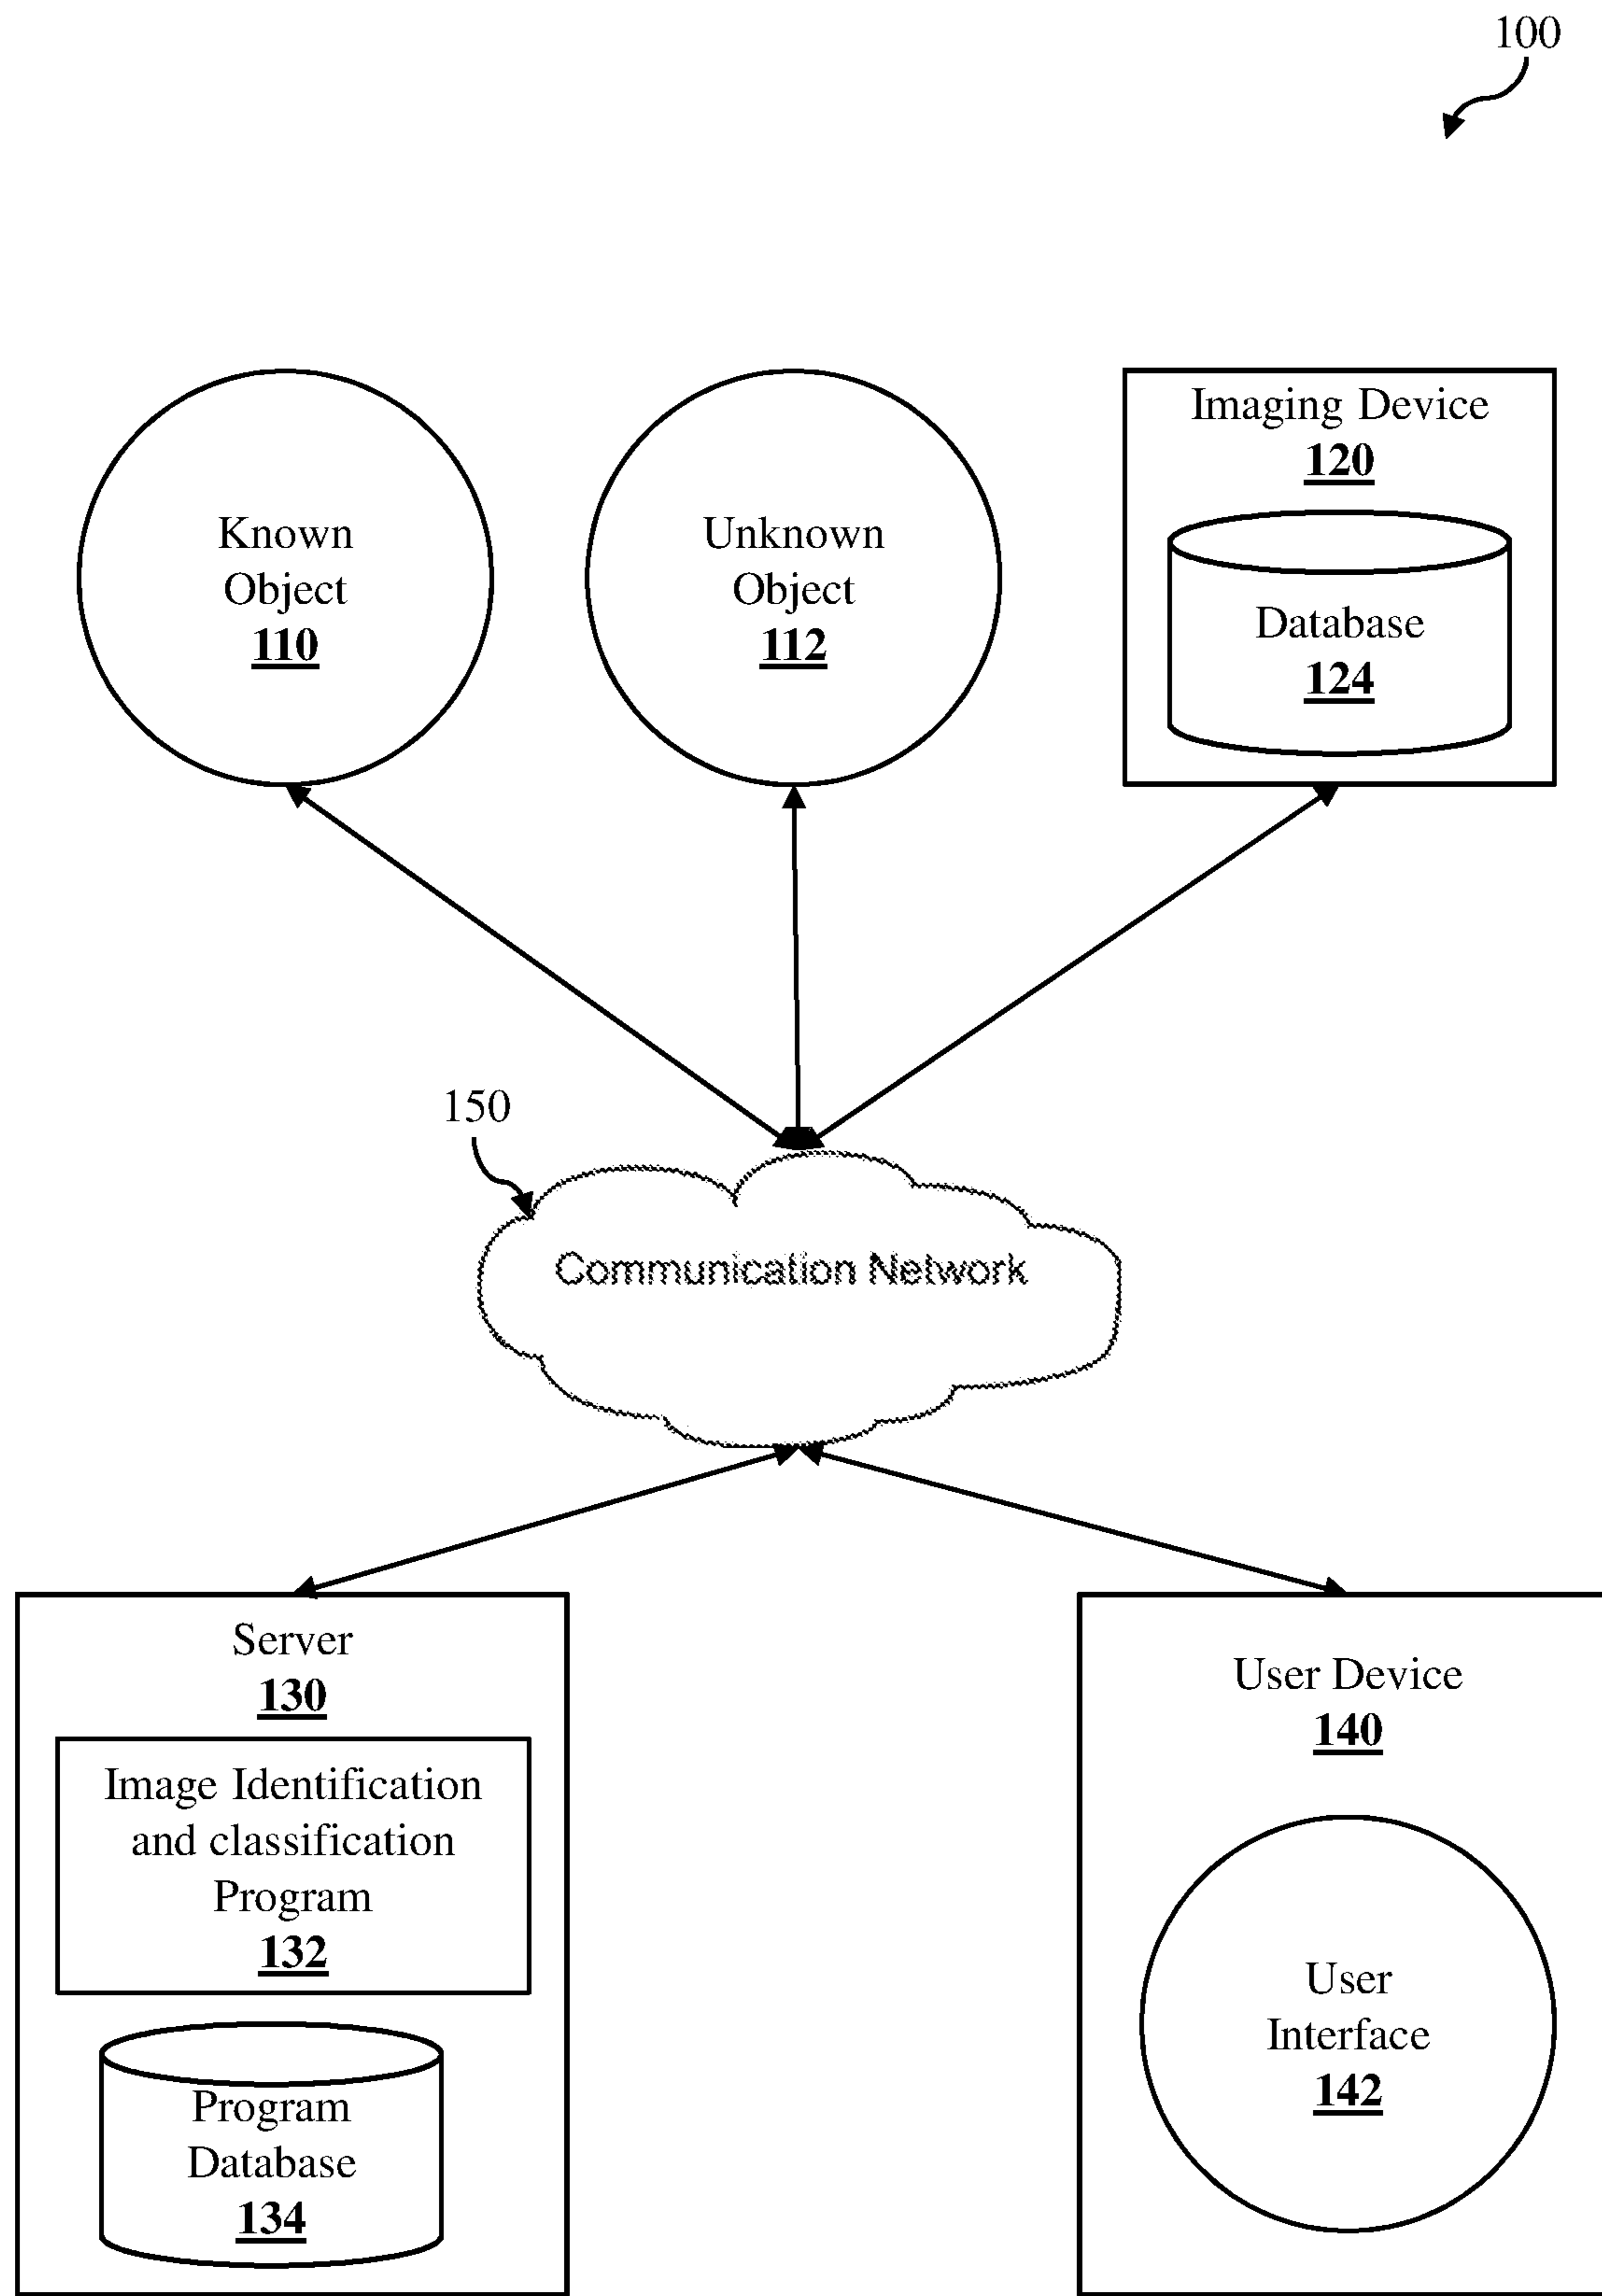 100
Known
Object
110
Unknown
Object
112
Imaging Device
120
Database
124
150
Communication Network
Server
130
Image Identification
and classification
Program
132
Program
Database
134
User Device
140
User
Interface
142